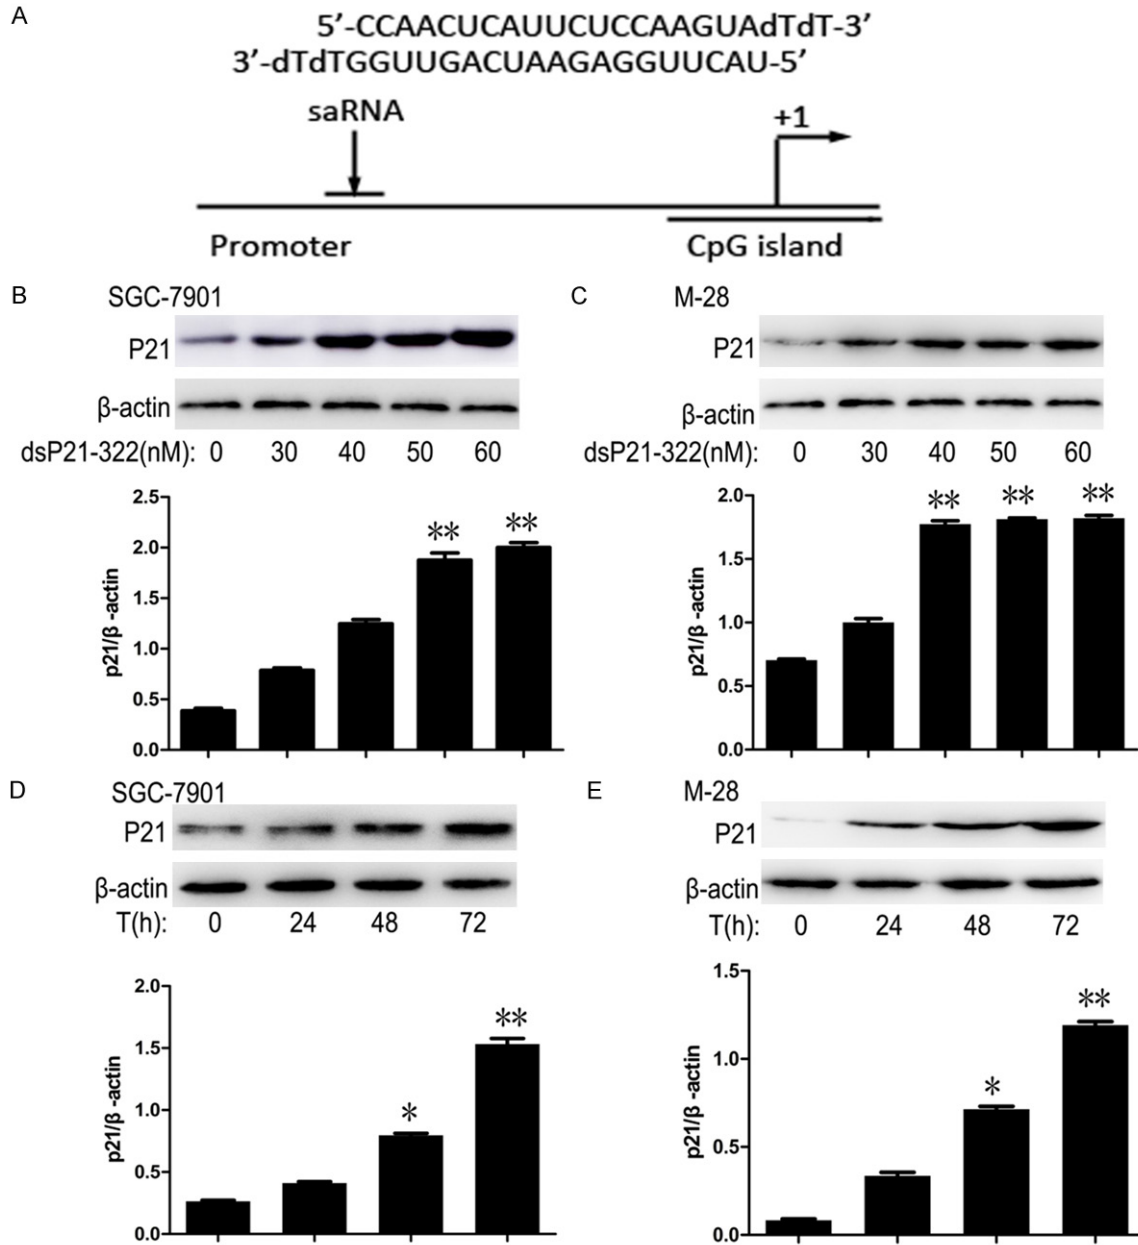 A
5’-CCAACUCAUUCUCCAAGUAdTdT-3’
3’-dTdTGGUUGACUAAGAGGUUCAU-5’
saRNA
+1
Promoter
CpG island
B
SGC-7901
P21
β-actin
dsP21-322(nM): 0 30 40 50 60
p21/β -actin
2.5
2.0
1.5
1.0
0.5
0.0
** **
C
M-28
P21
β-actin
dsP21-322(nM): 0 30 40 50 60
p21/β -actin
2.0
1.5
1.0
0.5
0.0
** ** **
D
SGC-7901
P21
β-actin
T(h): 0 24 48 72
p21/β -actin
2.0
1.5
1.0
0.5
0.0
* **
E
M-28
P21
β-actin
T(h): 0 24 48 72
p21/β -actin
1.5
1.0
0.5
0.0
* **